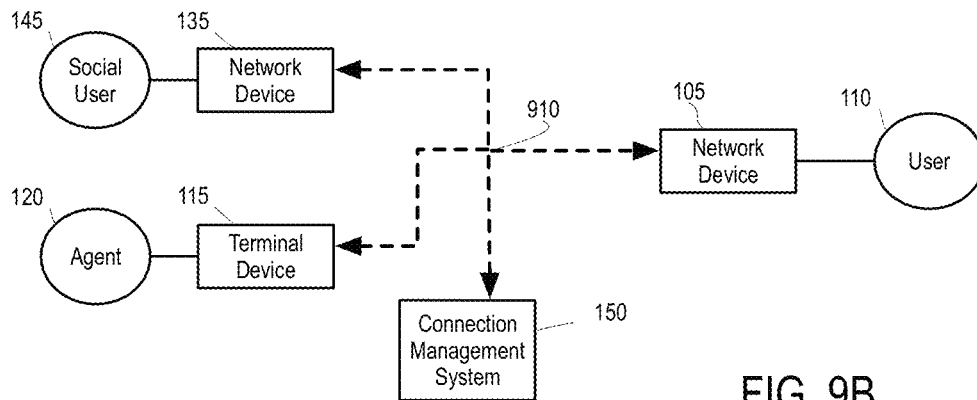 145
135
Social
User
Network
Device
910
105
110
Network
Device
User
120
115
Agent
Terminal
Device
150
Connection
Management
System
FIG. 9B